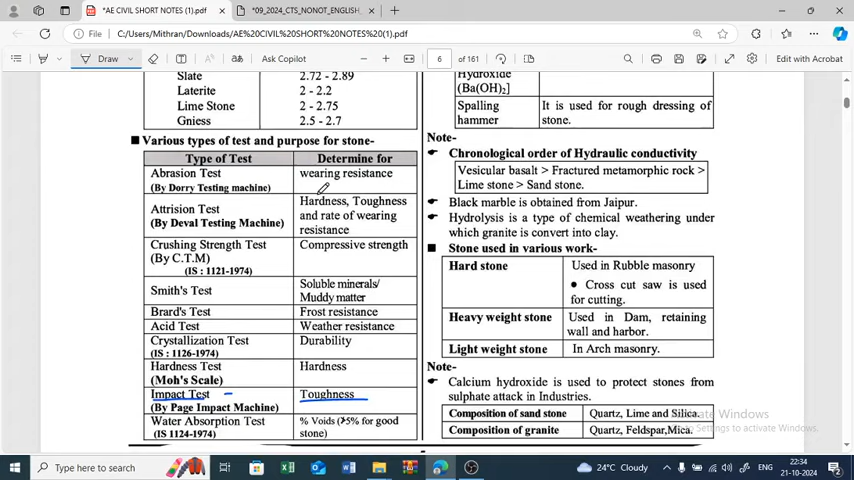 *AE CIVIL SHORT NOTES (1).pdf
*09_2024_CTS_NONOT_ENGLISH_
File
C:/Users/Mithran/Downloads/AE%20CIVIL%20SHORT%20NOTES%20(1).pdf
Draw
Ask Copilot
6
of 161
Edit with Acrobat
Slate 2.72 - 2.89
Laterite 2 - 2.2
Lime Stone 2 - 2.75
Gniess 2.5 - 2.7
Various types of test and purpose for stone-
Type of Test Determine for
Abrasion Test wearing resistance
(By Dorry Testing machine)
Attrision Test
(By Deval Testing Machine)
Hardness, Toughness
and rate of wearing
resistance
Crushing Strength Test Compressive strength
(By C.T.M)
(IS : 1121-1974)
Smith's Test
Soluble minerals/
Muddy matter
Brard's Test Frost resistance
Acid Test Weather resistance
Crystallization Test Durability
(IS : 1126-1974)
Hardness Test Hardness
(Moh's Scale)
Impact Test Toughness
(By Page Impact Machine)
Water Absorption Test
(IS 1124-1974)
% Voids (>5% for good
stone)
Hydroxide
(Ba(OH)₂]
Spalling
hammer
It is used for rough dressing of
stone.
Note-
Chronological order of Hydraulic conductivity
Vesicular basalt > Fractured metamorphic rock >
Lime stone > Sand stone.
Black marble is obtained from Jaipur.
Hydrolysis is a type of chemical weathering under
which granite is convert into clay.
Stone used in various work-
Hard stone
Used in Rubble masonry
Cross cut saw is used
for cutting.
Heavy weight stone
Used in Dam, retaining
wall and harbor.
Light weight stone In Arch masonry.
Note-
Calcium hydroxide is used to protect stones from
sulphate attack in Industries.
Composition of sand stone Quartz, Lime and Silica.
Composition of granite Quartz, Feldspar,Mica.
Activate Windows
Go to Settings to activate Windows.
Type here to search
24°C Cloudy
ENG
22:34
21-10-2024
2